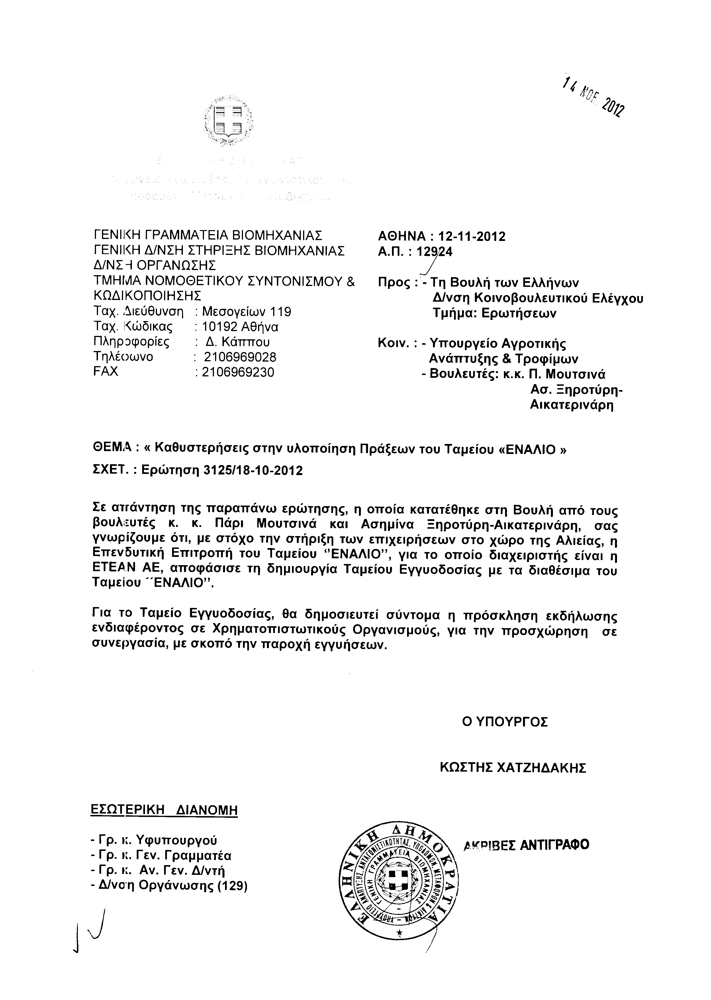 14 ΝΟΕ. 2012
ΓΕΝΙΚΗ ΓΡΑΜΜΑΤΕΙΑ ΒΙΟΜΗΧΑΝΙΑΣ
ΓΕΝΙΚΗ Δ/ΝΣΗ ΣΤΗΡΙΞΗΣ ΒΙΟΜΗΧΑΝΙΑΣ
Δ/ΝΣΗ ΟΡΓΑΝΩΣΗΣ
ΤΜΗΜΑ ΝΟΜΟΘΕΤΙΚΟΥ ΣΥΝΤΟΝΙΣΜΟΥ &
ΚΩΔΙΚΟΠΟΙΗΣΗΣ
Ταχ. Διεύθυνση : Μεσογείων 119
Ταχ. Κώδικας : 10192 Αθήνα
Πληροφορίες : Δ. Κάππου
Τηλέφωνο : 2106969028
FAX : 2106969230
ΑΘΗΝΑ : 12-11-2012
Α.Π. : 12924
Προς : - Τη Βουλή των Ελλήνων
Δ/νση Κοινοβουλευτικού Ελέγχου
Τμήμα: Ερωτήσεων
Κοιν. : - Υπουργείο Αγροτικής
Ανάπτυξης & Τροφίμων
- Βουλευτές: κ.κ. Π. Μουτσινά
Ασ. Ξηροτύρη-
Αικατερινάρη
ΘΕΜΑ : « Καθυστερήσεις στην υλοποίηση Πράξεων του Ταμείου «ΕΝΑΛΙΟ »
ΣΧΕΤ. : Ερώτηση 3125/18-10-2012
Σε απάντηση της παραπάνω ερώτησης, η οποία κατατέθηκε στη Βουλή από τους
βουλευτές κ. κ. Πάρι Μουτσινά και Ασημίνα Ξηροτύρη-Αικατερινάρη, σας
γνωρίζουμε ότι, με στόχο την στήριξη των επιχειρήσεων στο χώρο της Αλιείας, η
Επενδυτική Επιτροπή του Ταμείου ‘’ΕΝΑΛΙΟ’’, για το οποίο διαχειριστής είναι η
ΕΤΕΑΝ ΑΕ, αποφάσισε τη δημιουργία Ταμείου Εγγυοδοσίας με τα διαθέσιμα του
Ταμείου ‘’ΕΝΑΛΙΟ’’.
Για το Ταμείο Εγγυοδοσίας, θα δημοσιευτεί σύντομα η πρόσκληση εκδήλωσης
ενδιαφέροντος σε Χρηματοπιστωτικούς Οργανισμούς, για την προσχώρηση σε
συνεργασία, με σκοπό την παροχή εγγυήσεων.
Ο ΥΠΟΥΡΓΟΣ
ΚΩΣΤΗΣ ΧΑΤΖΗΔΑΚΗΣ
ΕΣΩΤΕΡΙΚΗ ΔΙΑΝΟΜΗ
- Γρ. κ. Υφυπουργού
- Γρ. κ. Γεν. Γραμματέα
- Γρ. κ. Αν. Γεν. Δ/ντή
- Δ/νση Οργάνωσης (129)
ΑΚΡΙΒΕΣ ΑΝΤΙΓΡΑΦΟ
ΕΛΛΗΝΙΚΗ ΔΗΜΟΚΡΑΤΙΑ
ΥΠΟΥΡΓΕΙΟ ΑΝΑΠΤΥΞΗΣ, ΑΝΤΑΓΩΝΙΣΤΙΚΟΤΗΤΑΣ, ΥΠΟΔΟΜΩΝ, ΜΕΤΑΦΟΡΩΝ & ΔΙΚΤΥΩΝ
ΓΕΝΙΚΗ ΓΡΑΜΜΑΤΕΙΑ ΒΙΟΜΗΧΑΝΙΑΣ